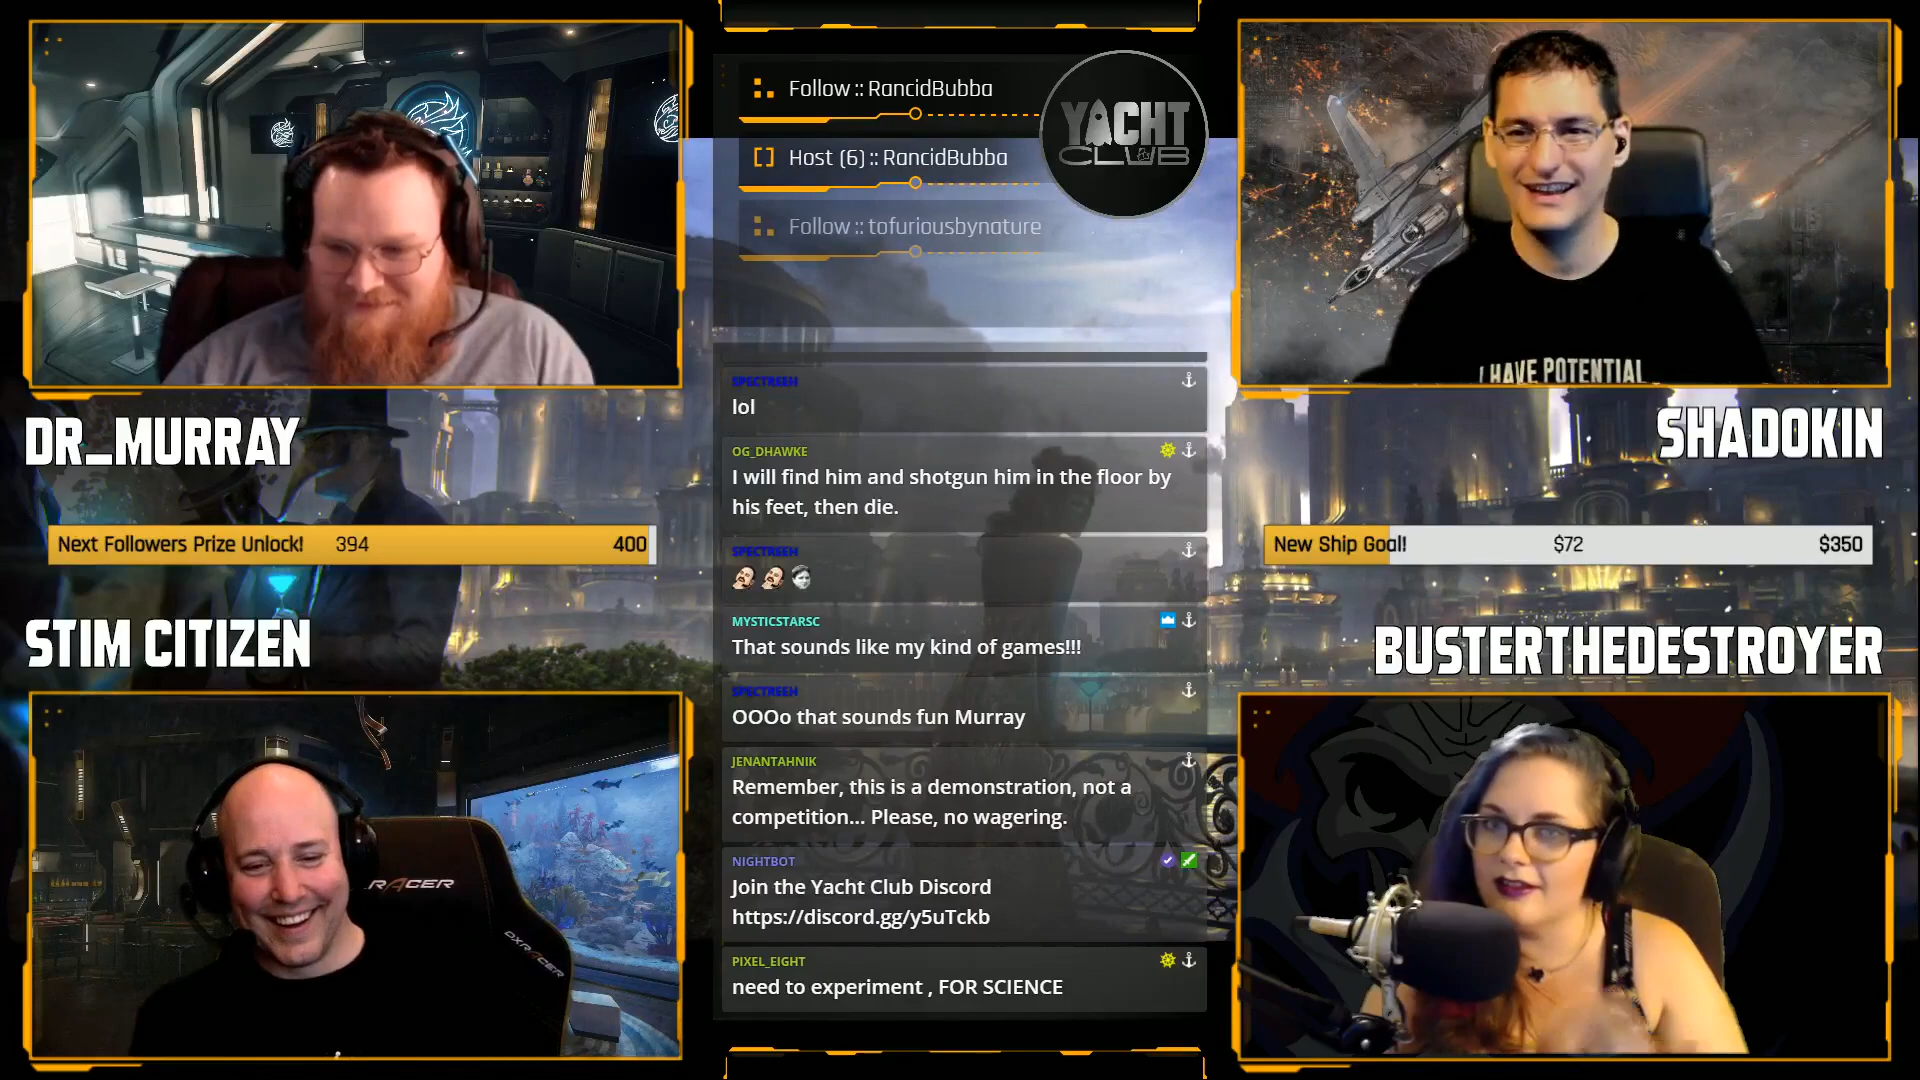 Follow :: RancidBubba
Host (6) :: RancidBubba
Follow :: tofuriousbynature
YACHT
CLUB
I HAVE POTENTIAL
DR_MURRAY
SHADOKIN
Next Followers Prize Unlock! 394 400
New Ship Goal! $72 $350
STIM CITIZEN
BUSTERTHEDESTROYER
SPECTREEH
lol
OG_DHAWKE
I will find him and shotgun him in the floor by
his feet, then die.
SPECTREEH
MYSTICSTARSC
That sounds like my kind of games!!!
SPECTREEH
OOOo that sounds fun Murray
JENANTAHNIK
Remember, this is a demonstration, not a
competition... Please, no wagering.
NIGHTBOT
Join the Yacht Club Discord
https://discord.gg/y5uTckb
PIXEL_EIGHT
need to experiment , FOR SCIENCE
RACER
DXRACER